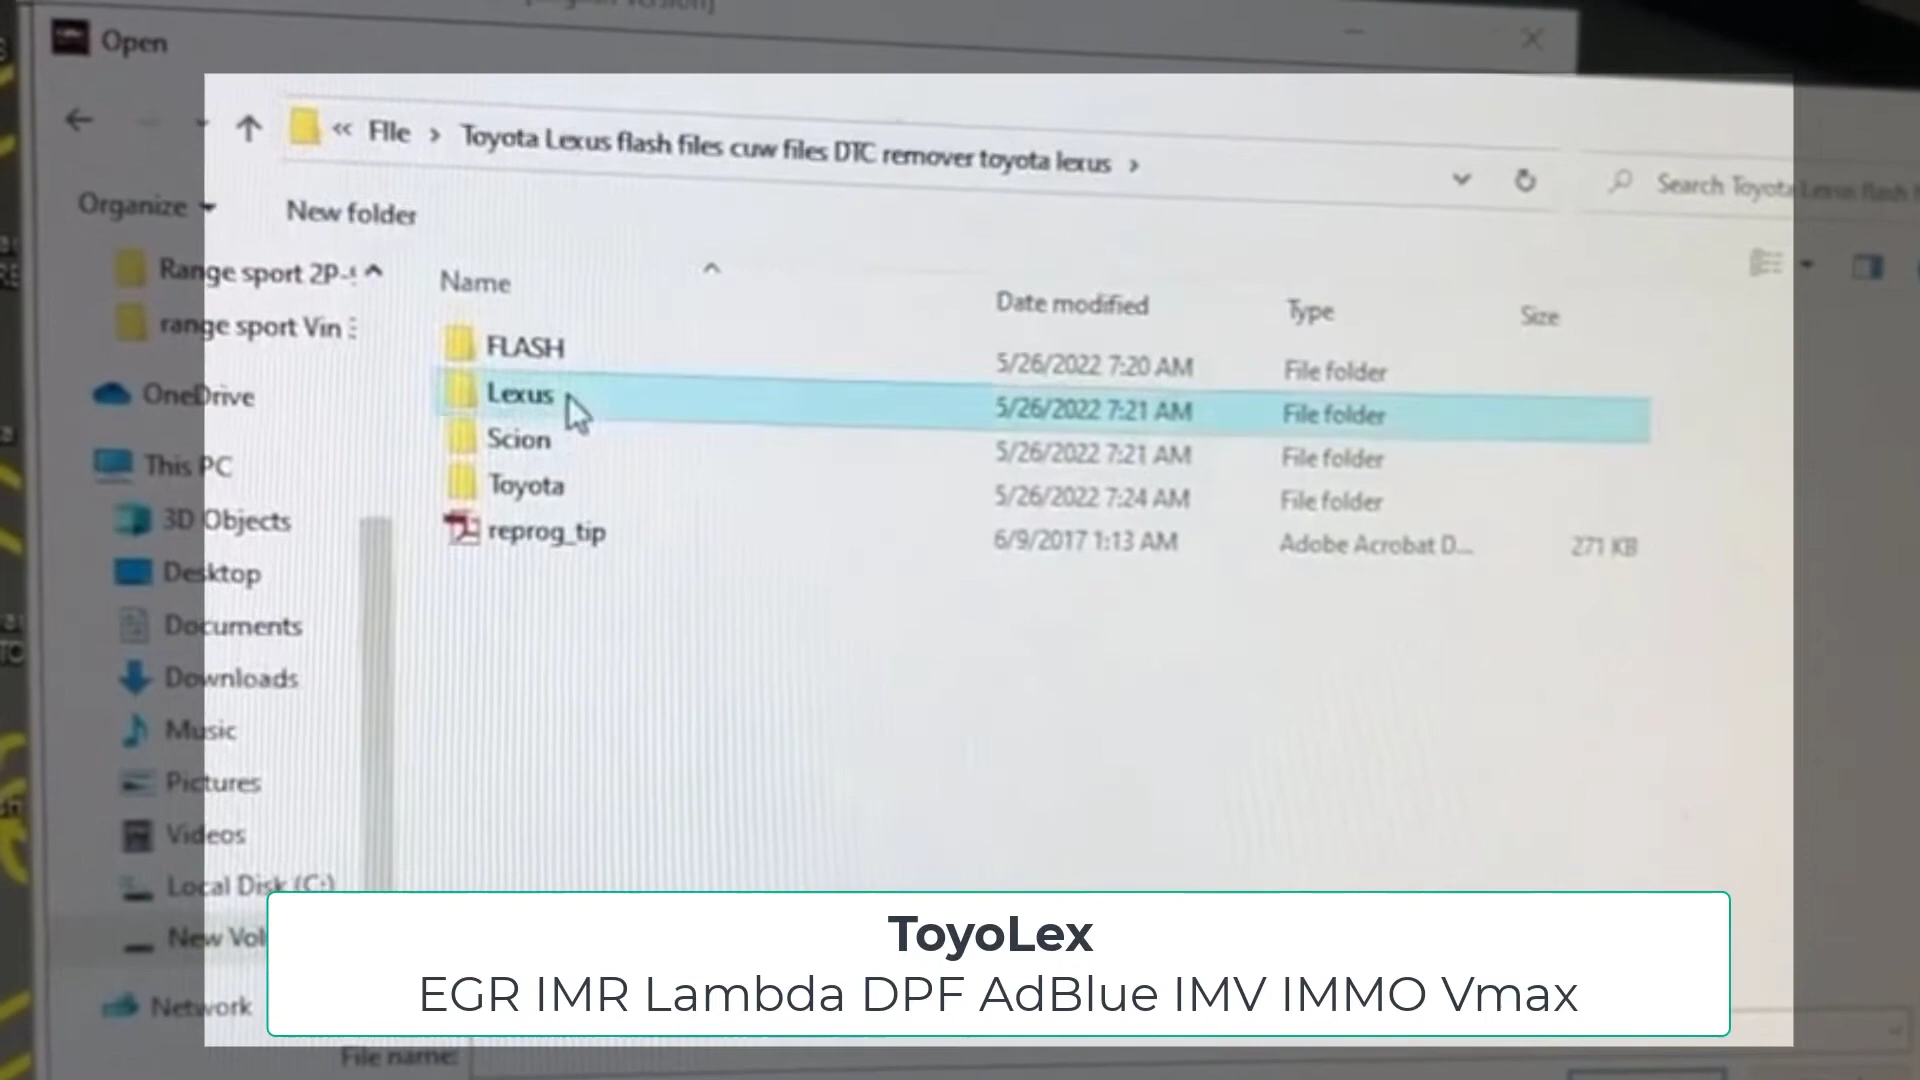 Open
« FIle › Toyota Lexus flash files cuw files DTC remover toyota lexus ›
Search Toyota Lexus flash
Organize
New folder
Name
Date modified
Type
Size
Range sport 2P-
range sport Vin
OneDrive
This PC
3D Objects
Desktop
Documents
Downloads
Music
Pictures
Videos
Local Disk (C:)
New Vol
Network
FLASH 5/26/2022 7:20 AM File folder
Lexus 5/26/2022 7:21 AM File folder
Scion 5/26/2022 7:21 AM File folder
Toyota 5/26/2022 7:24 AM File folder
reprog_tip 6/9/2017 1:13 AM Adobe Acrobat D... 271 KB
ToyoLex
EGR IMR Lambda DPF AdBlue IMV IMMO Vmax
File name: